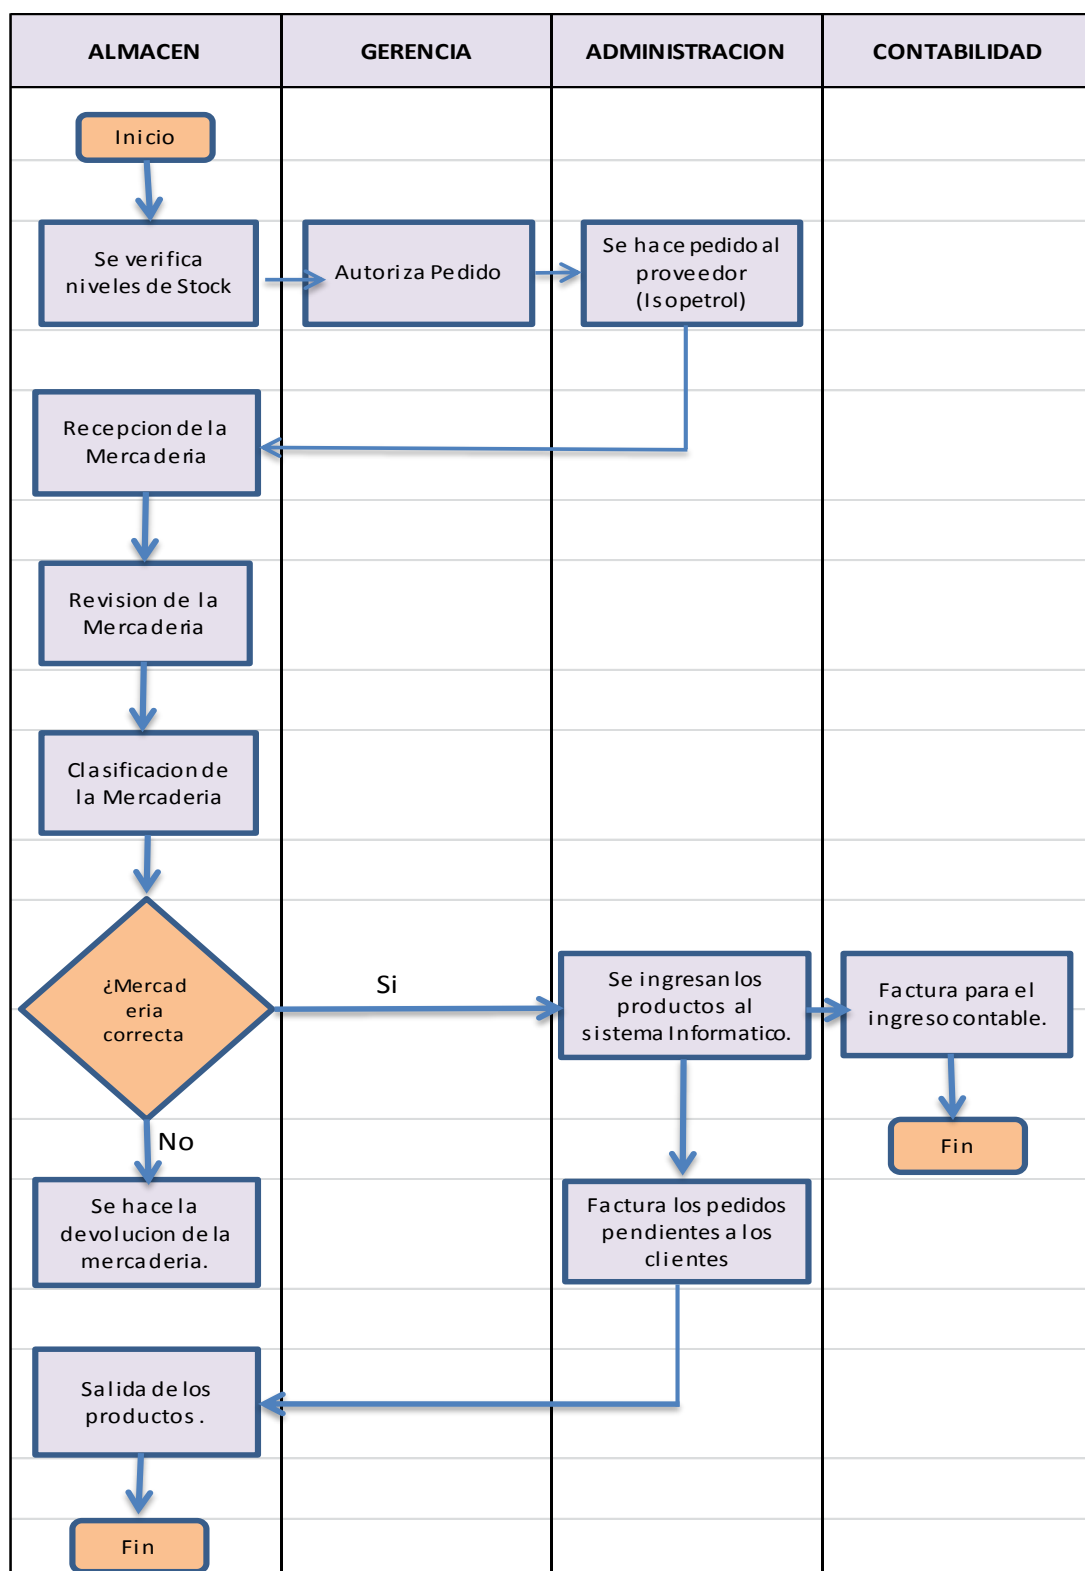 ALMACEN
GERENCIA
ADMINISTRACION
CONTABILIDAD
Inicio
Se verifica
niveles de Stock
Autoriza Pedido
Se hace pedido al
proveedor
(Isopetrol)
Recepcion de la
Mercaderia
Revision de la
Mercaderia
Clasificacion de
la Mercaderia
¿Mercad
eria
correcta
Si
Se ingresan los
productos al
sistema Informatico.
Factura para el
ingreso contable.
No
Fin
Se hace la
devolucion de la
mercaderia.
Factura los pedidos
pendientes a los
clientes
Salida de los
productos .
Fin